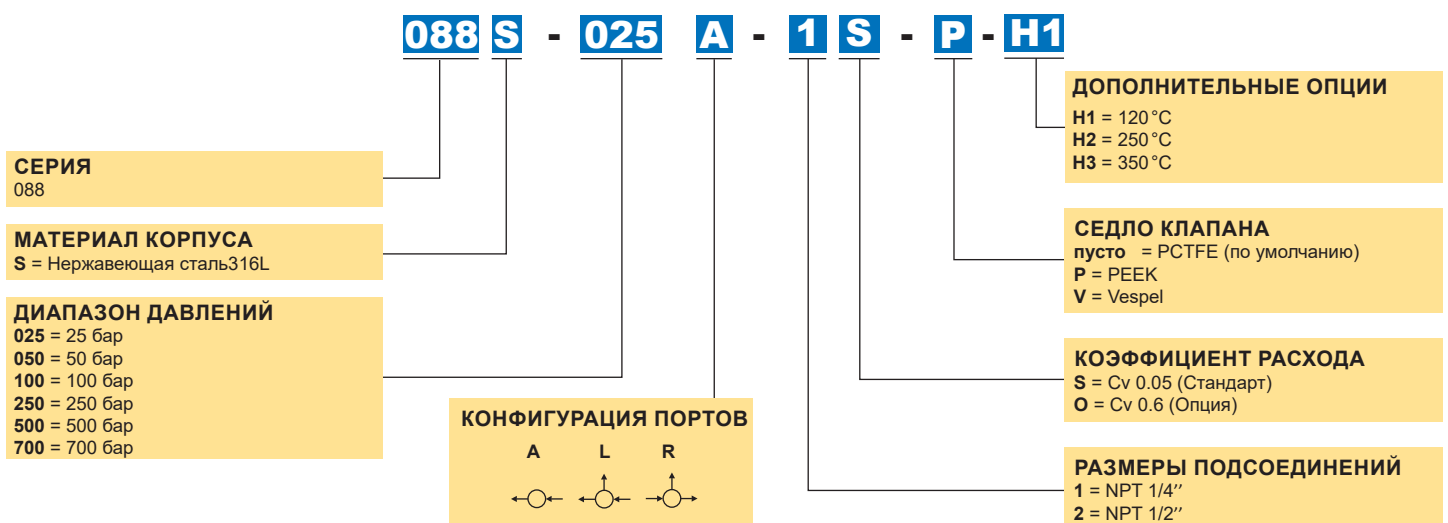 088 S - 025 A - 1 S - P - H1
СЕРИЯ
088
МАТЕРИАЛ КОРПУСА
S = Нержавеющая сталь316L
ДИАПАЗОН ДАВЛЕНИЙ
025 = 25 бар
050 = 50 бар
100 = 100 бар
250 = 250 бар
500 = 500 бар
700 = 700 бар
КОНФИГУРАЦИЯ ПОРТОВ
A L R
ДОПОЛНИТЕЛЬНЫЕ ОПЦИИ
H1 = 120 °C
H2 = 250 °C
H3 = 350 °C
СЕДЛО КЛАПАНА
пусто = PCTFE (по умолчанию)
P = PEEK
V = Vespel
КОЭФФИЦИЕНТ РАСХОДА
S = Cv 0.05 (Стандарт)
O = Cv 0.6 (Опция)
РАЗМЕРЫ ПОДСОЕДИНЕНИЙ
1 = NPT 1/4′′
2 = NPT 1/2′′